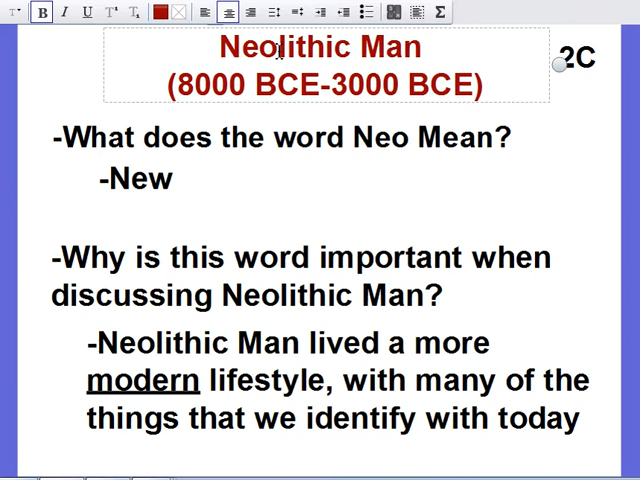 B I U T T Σ
Neolithic Man
(8000 BCE-3000 BCE)
2C
-What does the word Neo Mean?
-New
-Why is this word important when
discussing Neolithic Man?
-Neolithic Man lived a more
modern lifestyle, with many of the
things that we identify with today